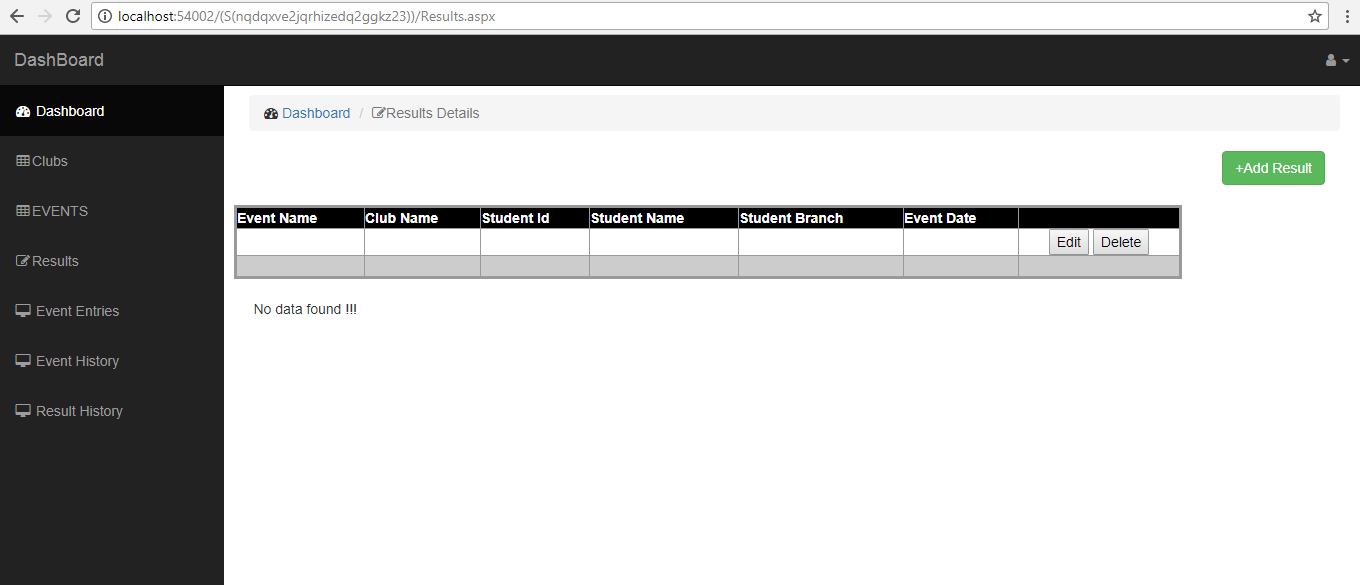 localhost:54002/(S(nqdqxve2jqrhizedq2ggkz23))/Results.aspx
DashBoard
Dashboard
Clubs
EVENTS
Results
Event Entries
Event History
Result History
Dashboard / Results Details
+Add Result
Event Name Club Name Student Id Student Name Student Branch Event Date
Edit Delete
No data found !!!